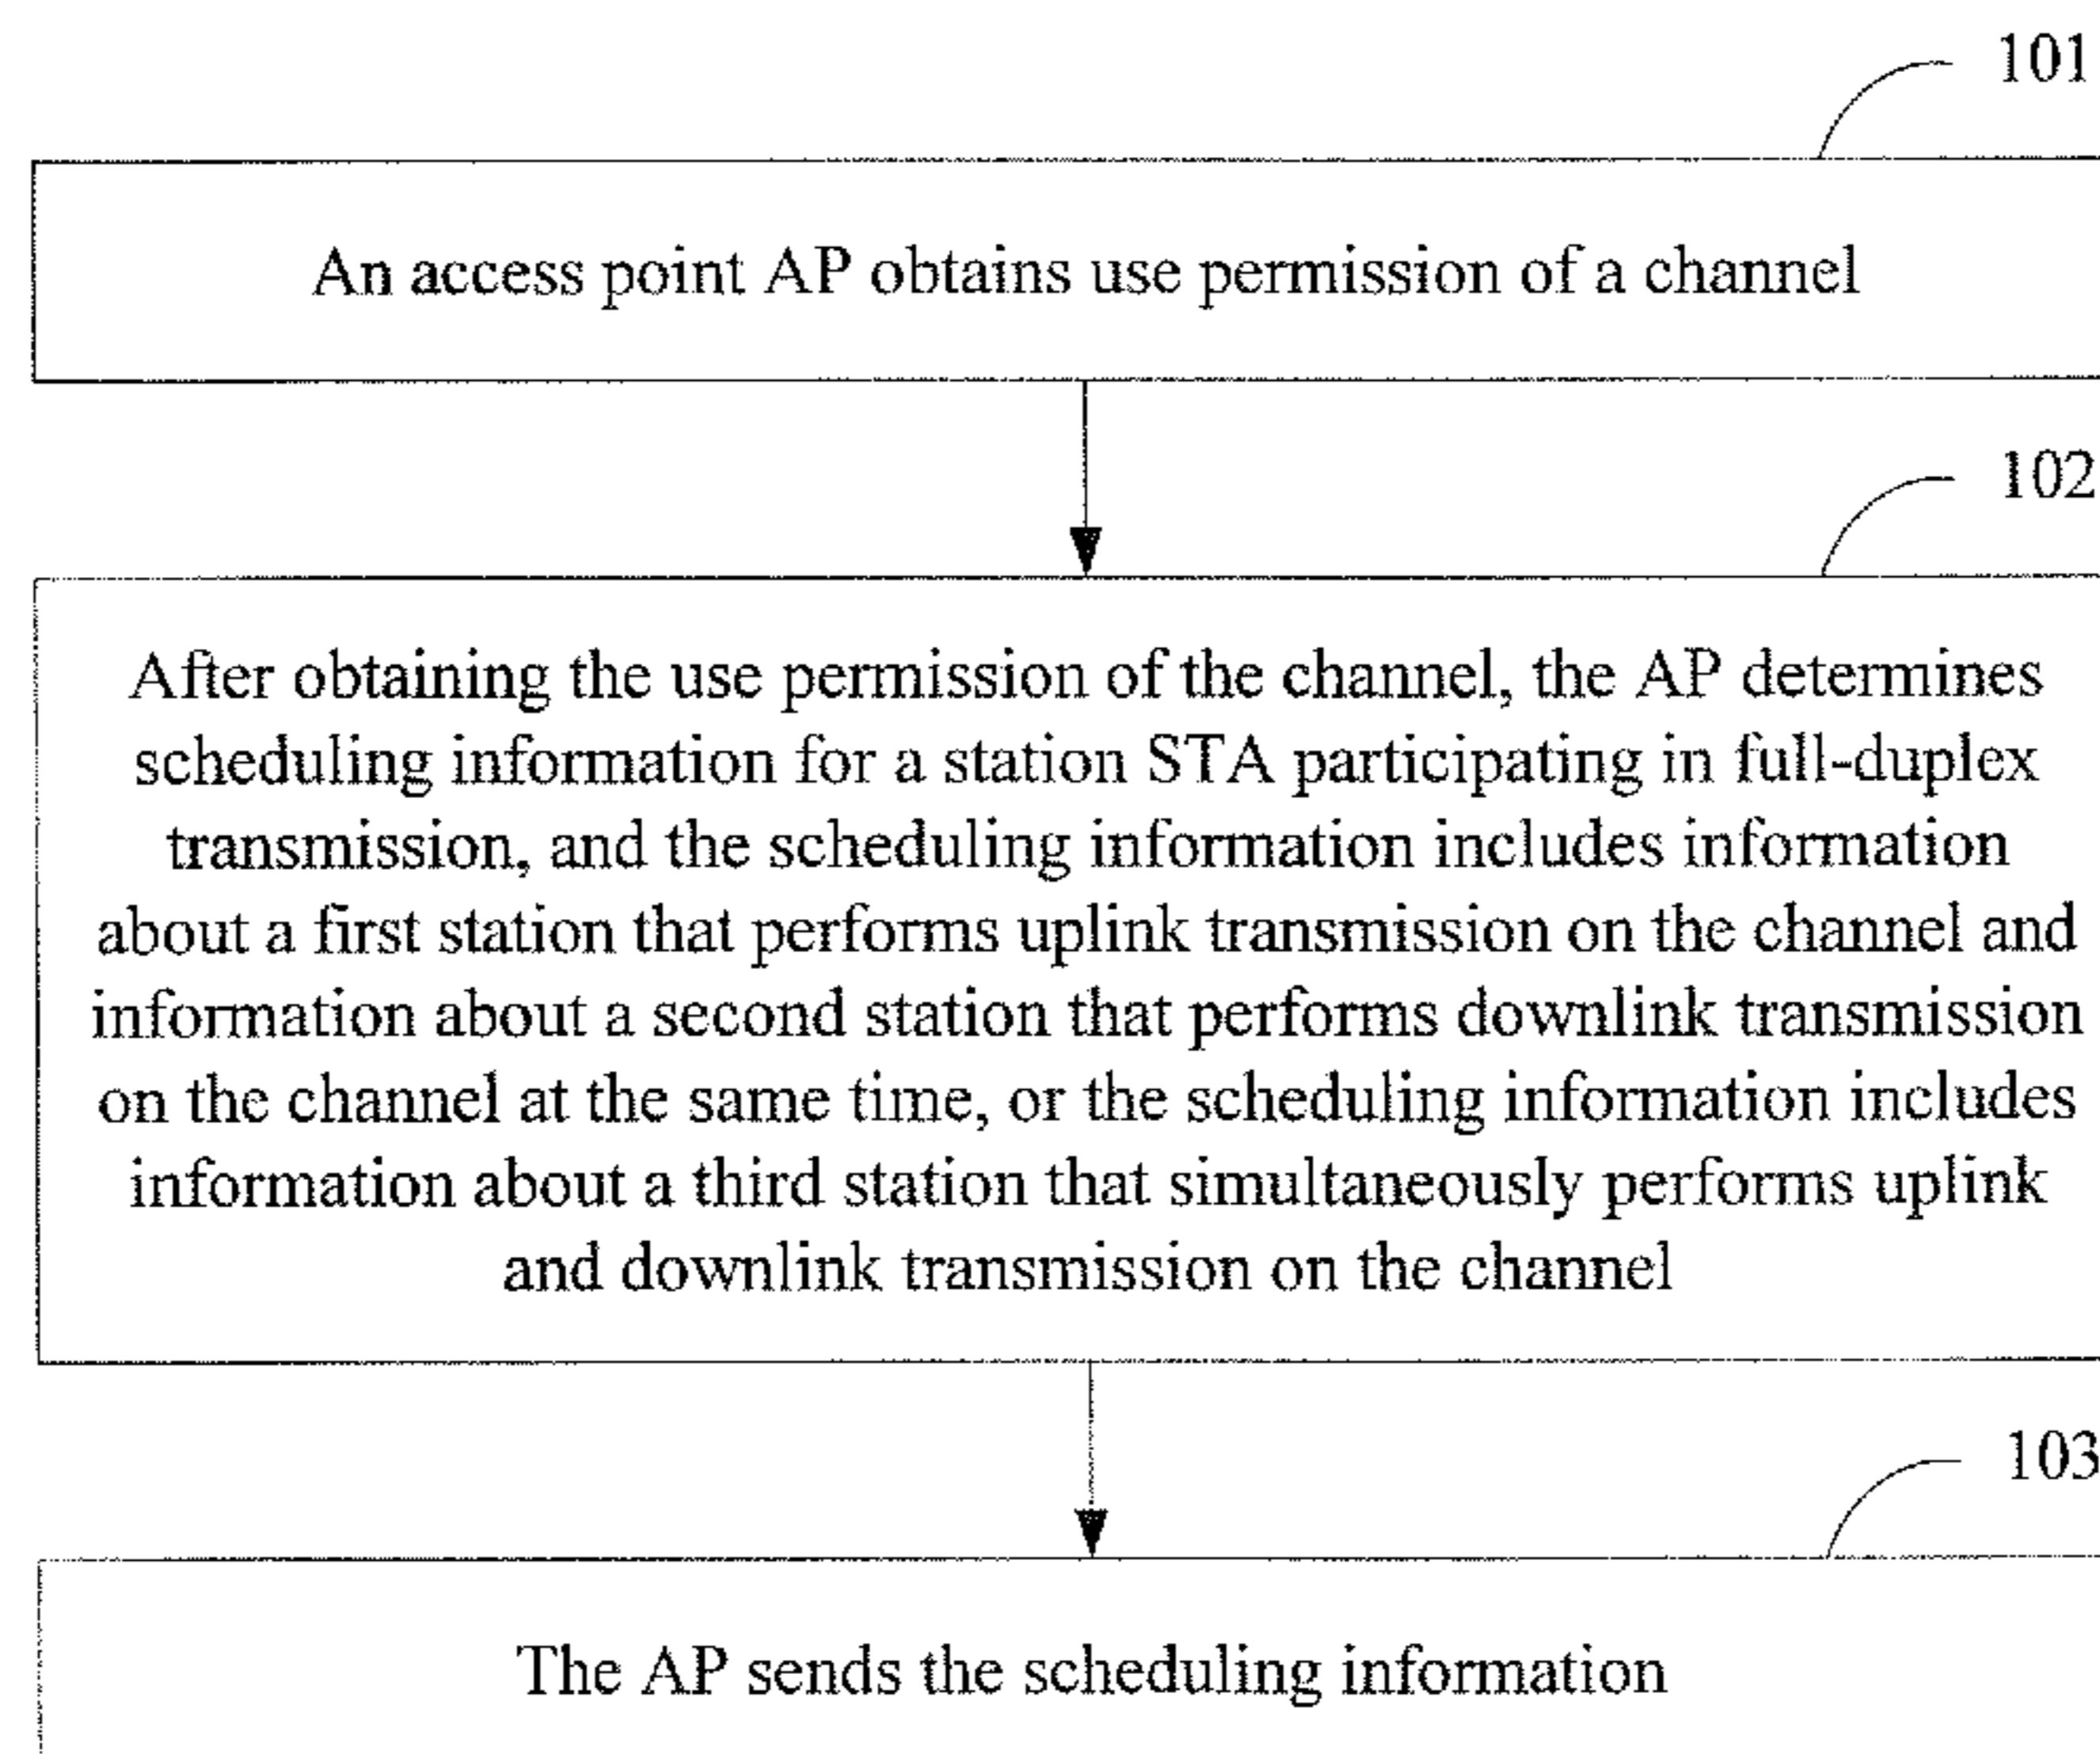 101
An access point AP obtains use permission of a channel
102
After obtaining the use permission of the channel, the AP determines
scheduling information for a station STA participating in full-duplex
transmission, and the scheduling information includes information
about a first station that performs uplink transmission on the channel and
information about a second station that performs downlink transmission
on the channel at the same time, or the scheduling information includes
information about a third station that simultaneously performs uplink
and downlink transmission on the channel
103
The AP sends the scheduling information